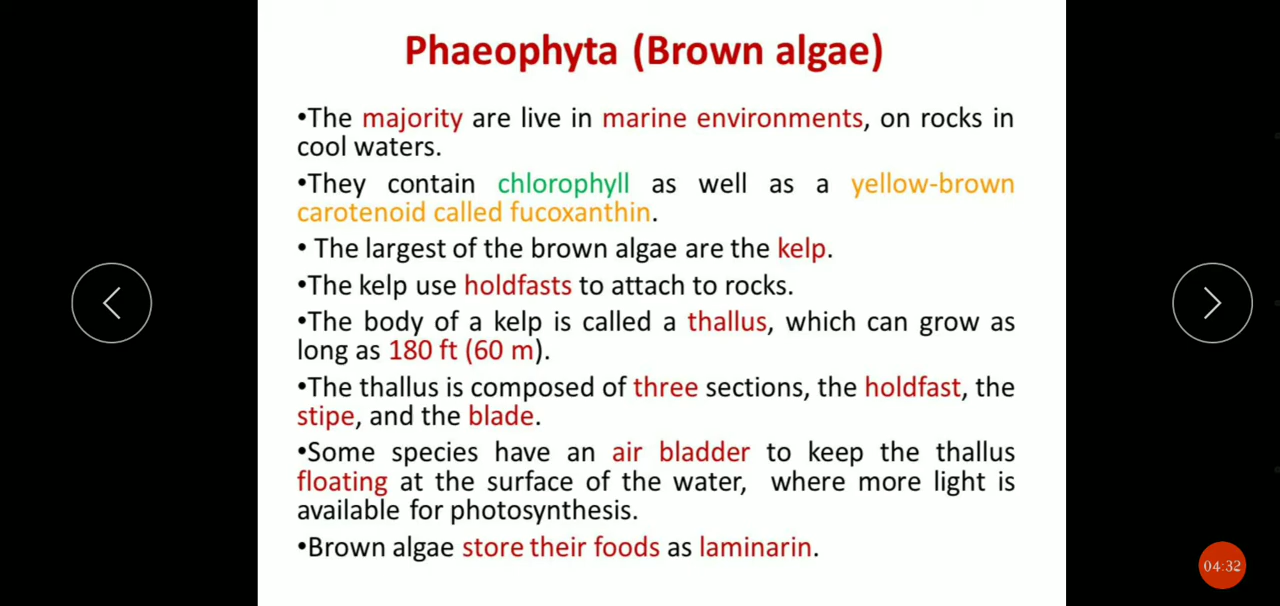 Phaeophyta (Brown algae)
•The majority are live in marine environments, on rocks in
cool waters.
•They contain chlorophyll as well as a yellow-brown
carotenoid called fucoxanthin.
• The largest of the brown algae are the kelp.
•The kelp use holdfasts to attach to rocks.
•The body of a kelp is called a thallus, which can grow as
long as 180 ft (60 m).
•The thallus is composed of three sections, the holdfast, the
stipe, and the blade.
•Some species have an air bladder to keep the thallus
floating at the surface of the water, where more light is
available for photosynthesis.
•Brown algae store their foods as laminarin.
04:32